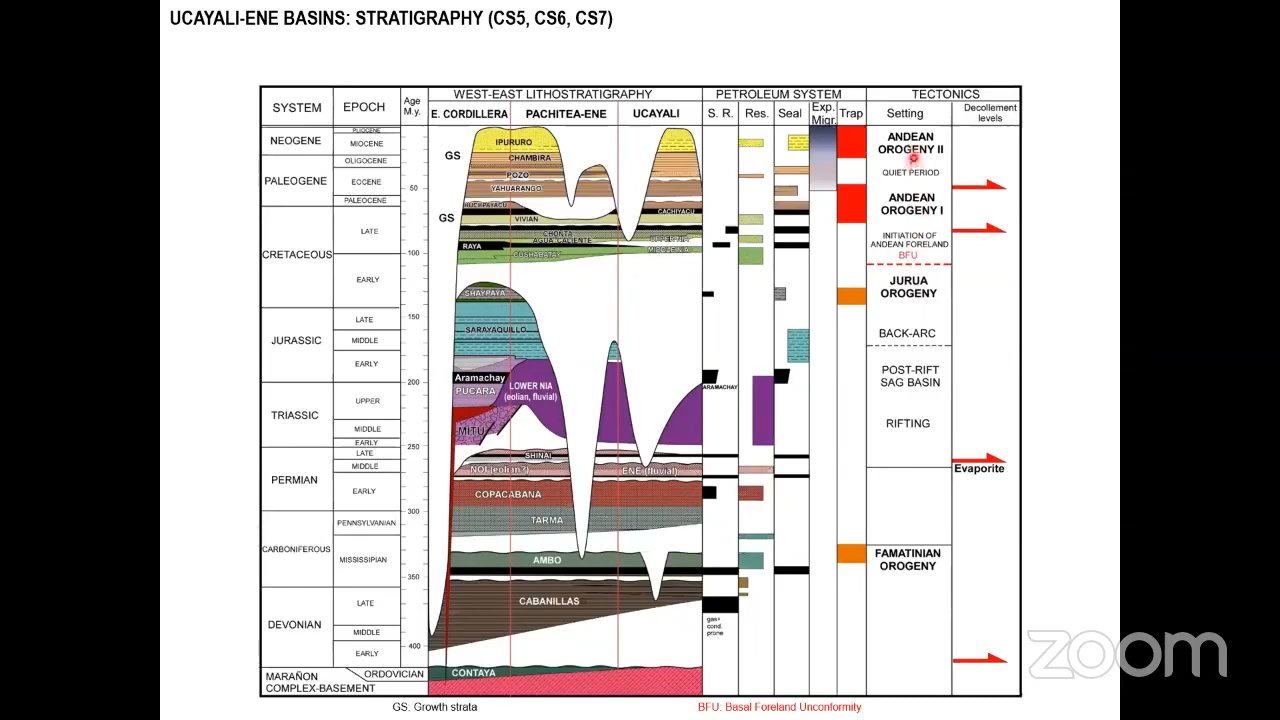 UCAYALI-ENE BASINS: STRATIGRAPHY (CS5, CS6, CS7)
SYSTEM
EPOCH
Age
M.y.
WEST-EAST LITHOSTRATIGRAPHY
E. CORDILLERA
PACHITEA-ENE
UCAYALI
PETROLEUM SYSTEM
S. R.
Res.
Seal
Exp.
Migr.
Trap
TECTONICS
Setting
Decollement
levels
NEOGENE
PALEOGENE
CRETACEOUS
JURASSIC
TRIASSIC
PERMIAN
CARBONIFEROUS
DEVONIAN
MARAÑON
COMPLEX-BASEMENT
ORDOVICIAN
PLIOCENE
MIOCENE
OLIGOCENE
EOCENE
PALEOCENE
LATE
EARLY
LATE
MIDDLE
EARLY
UPPER
MIDDLE
EARLY
LATE
MIDDLE
EARLY
PENNSYLVANIAN
MISSISSIPIAN
LATE
MIDDLE
EARLY
50
100
150
200
250
300
350
400
GS
GS
IPURURO
CHAMBIRA
POZO
YAHUARANGO
HUCHPAYACU
CACHIYACU
VIVIAN
CHONTA
AGUA CALIENTE
UPPER NIA
RAYA
MIDDLE NIA
CUSHABATAY
SHAYPAYA
SARAYAQUILLO
Aramachay
PUCARA
LOWER NIA
(eolian, fluvial)
MITU
SHINAI
NOI (eolian?)
ENE (fluvial)
COPACABANA
TARMA
AMBO
CABANILLAS
CONTAYA
ARAMACHAY
gas+
cond.
prone
ANDEAN
OROGENY II
QUIET PERIOD
ANDEAN
OROGENY I
INITIATION OF
ANDEAN FORELAND
BFU
JURUA
OROGENY
BACK-ARC
POST-RIFT
SAG BASIN
RIFTING
FAMATINIAN
OROGENY
Evaporite
GS: Growth strata
BFU: Basal Foreland Unconformity
zoom